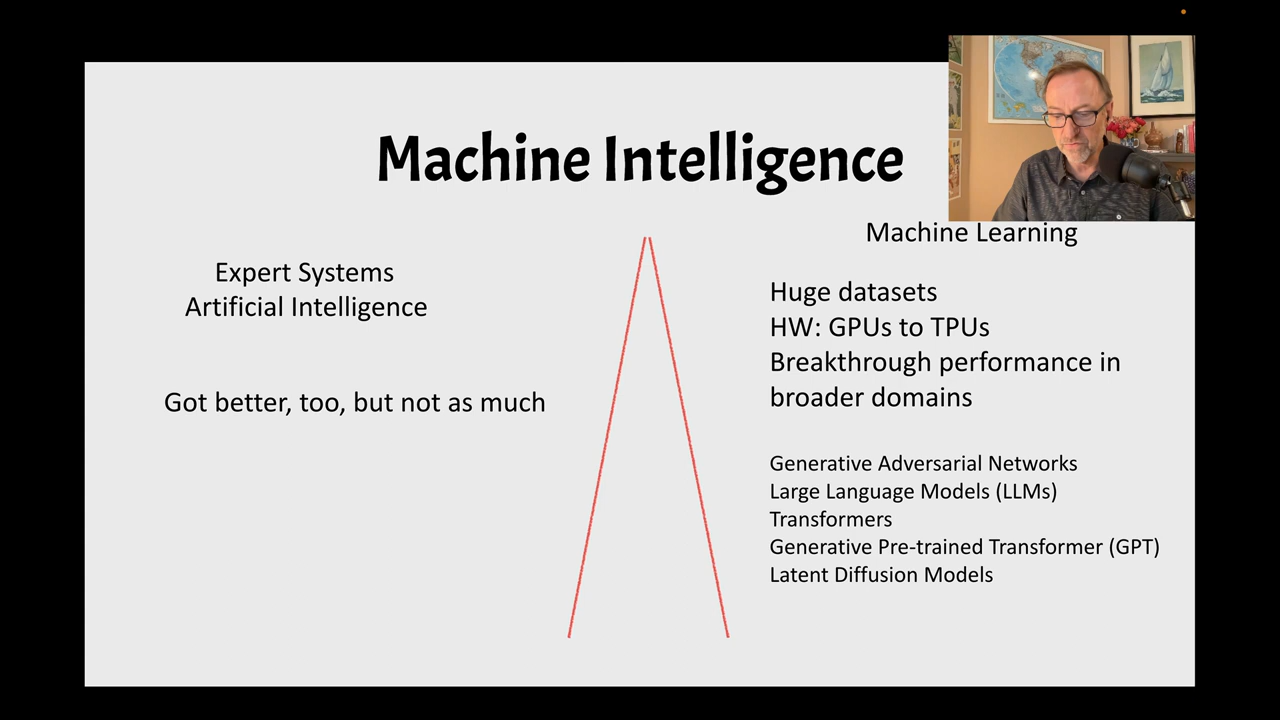 Machine Intelligence
Expert Systems
Artificial Intelligence
Got better, too, but not as much
Machine Learning
Huge datasets
HW: GPUs to TPUs
Breakthrough performance in
broader domains
Generative Adversarial Networks
Large Language Models (LLMs)
Transformers
Generative Pre-trained Transformer (GPT)
Latent Diffusion Models